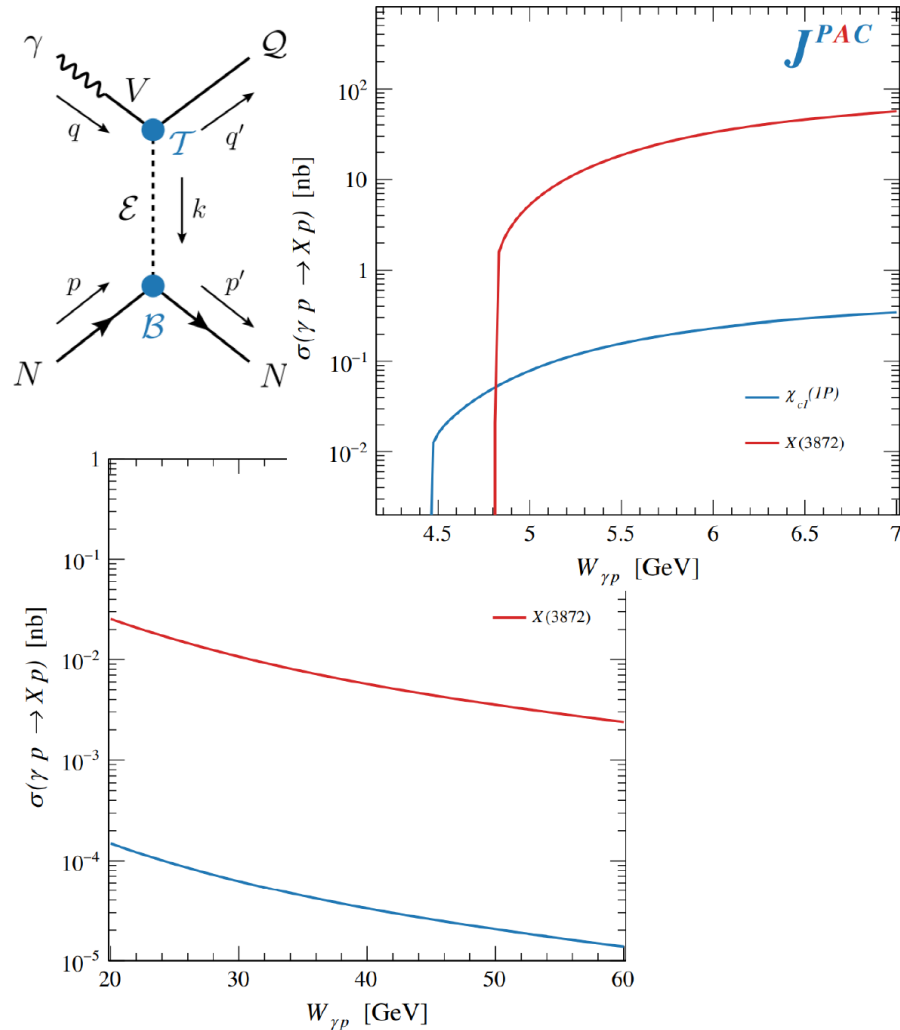 γ
V
Q
q
T
q′
E
k
p
p′
B
N
N
J^PAC
σ(γ p → X p) [nb]
10²
10
1
10⁻¹
10⁻²
χ_c1(1P)
X(3872)
4.5 5 5.5 6 6.5 7
W_γp [GeV]
σ(γ p → X p) [nb]
1
10⁻¹
10⁻²
10⁻³
10⁻⁴
10⁻⁵
X(3872)
20 30 40 50 60
W_γp [GeV]